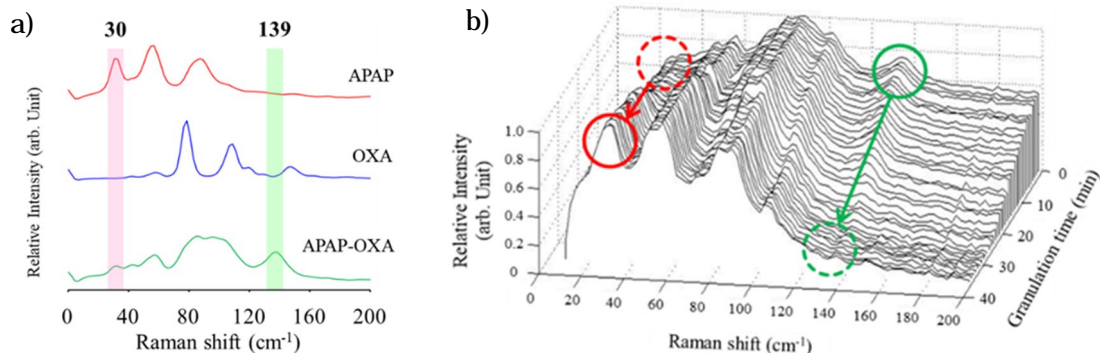 a)
30
139
APAP
OXA
APAP-OXA
Relative Intensity (arb. Unit)
0
40
80
120
160
200
Raman shift (cm⁻¹)
b)
Relative Intensity
(arb. Unit)
1.0
0.8
0.6
0.4
0.2
0
0
20
40
60
80
100
120
140
160
180
200
Raman shift (cm⁻¹)
0
10
20
30
40
Granulation time (min)